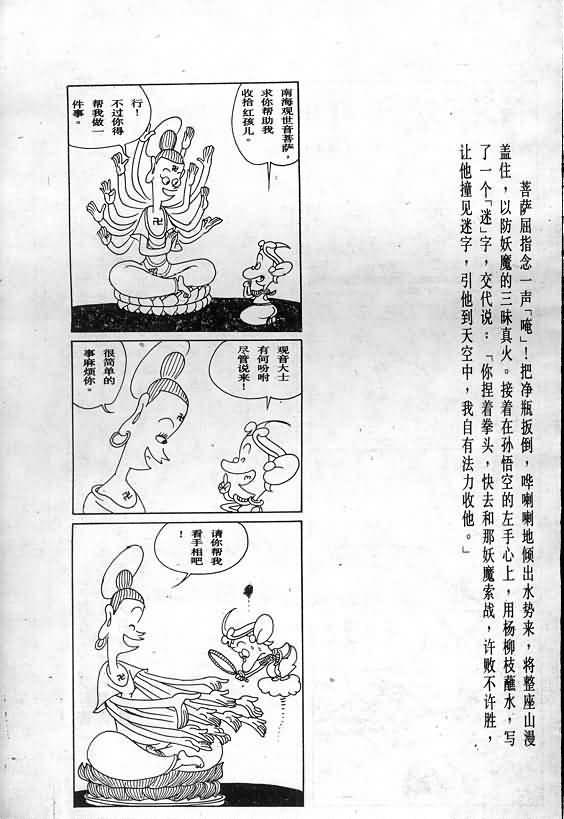 菩萨屈指念一声「唵」!把净瓶扳倒,哗喇喇地倾出水势来,将整座山漫
盖住,以防妖魔的三昧真火。接着在孙悟空的左手心上,用杨柳枝蘸水,写
了一个「迷」字,交代说:「你捏着拳头,快去和那妖魔索战,许败不许胜,
让他撞见迷字,引他到天空中,我自有法力收他。」
南海观世音菩萨,
求你帮助我
收拾红孩儿。
行!
不过你得
帮我做一
件事。
观音大士
有何吩咐
尽管说来!
很简单的
事麻烦你。
请你帮我
看手相吧
!